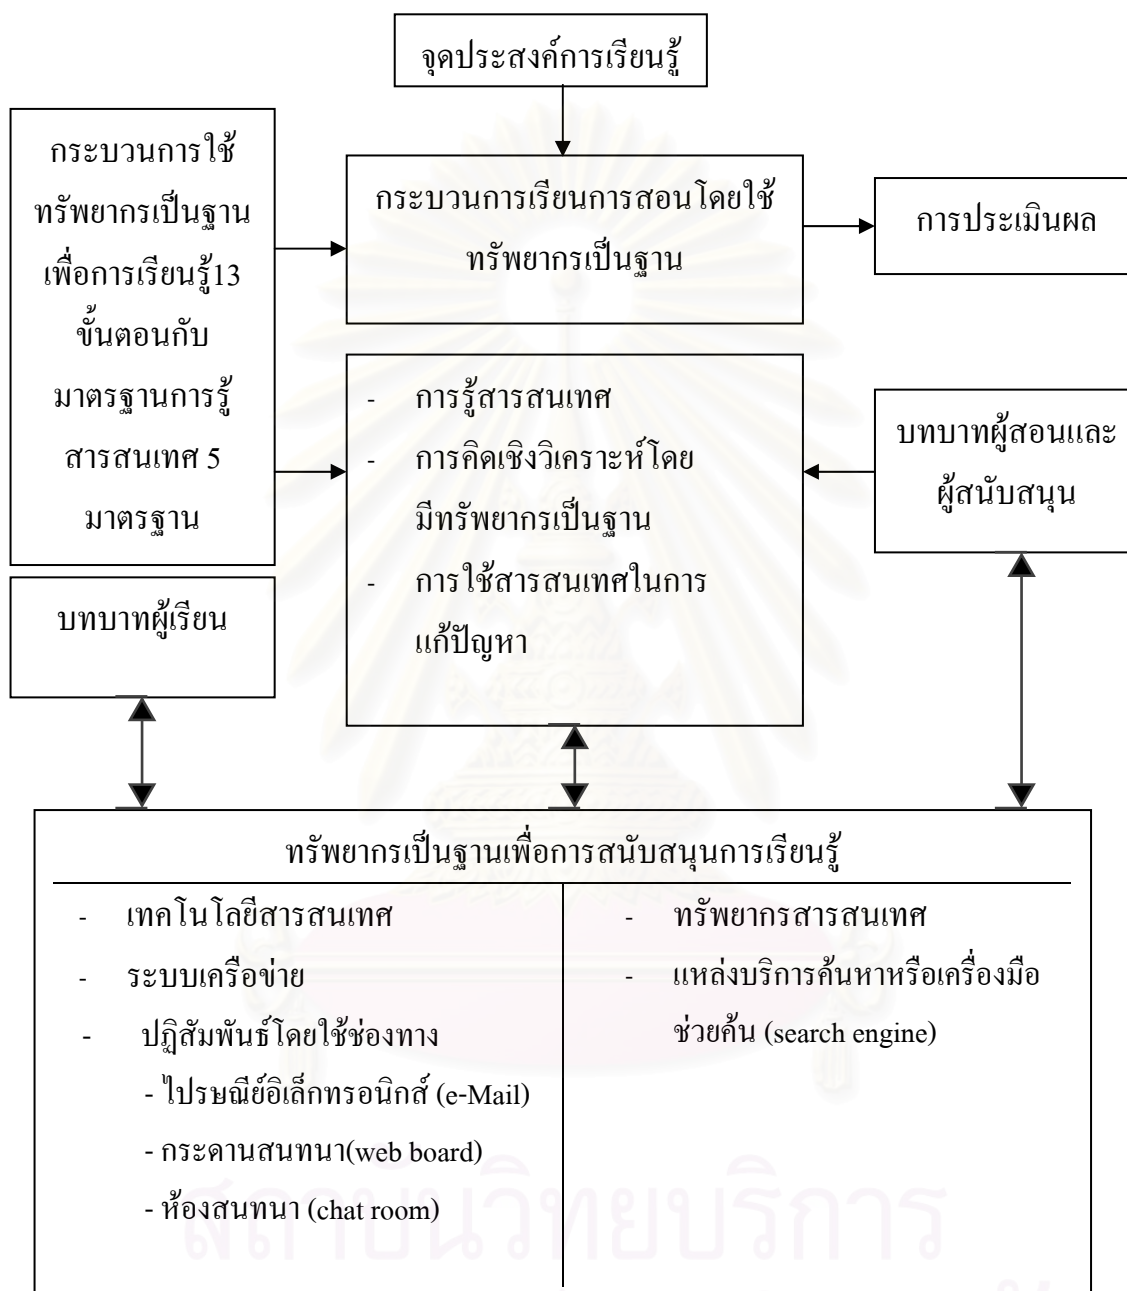 จุดประสงค์การเรียนรู้
กระบวนการใช้
ทรัพยากรเป็นฐาน
เพื่อการเรียนรู้13
ขั้นตอนกับ
มาตรฐานการรู้
สารสนเทศ 5
มาตรฐาน
กระบวนการเรียนการสอนโดยใช้
ทรัพยากรเป็นฐาน
การประเมินผล
- การรู้สารสนเทศ
- การคิดเชิงวิเคราะห์โดย
มีทรัพยากรเป็นฐาน
- การใช้สารสนเทศในการ
แก้ปัญหา
บทบาทผู้สอนและ
ผู้สนับสนุน
บทบาทผู้เรียน
ทรัพยากรเป็นฐานเพื่อการสนับสนุนการเรียนรู้
- เทคโนโลยีสารสนเทศ
- ระบบเครือข่าย
- ปฏิสัมพันธ์โดยใช้ช่องทาง
- ไปรษณีย์อิเล็กทรอนิกส์ (e-Mail)
- กระดานสนทนา(web board)
- ห้องสนทนา (chat room)
- ทรัพยากรสารสนเทศ
- แหล่งบริการค้นหาหรือเครื่องมือ
ช่วยค้น (search engine)
สถาบันวิทยบริการ